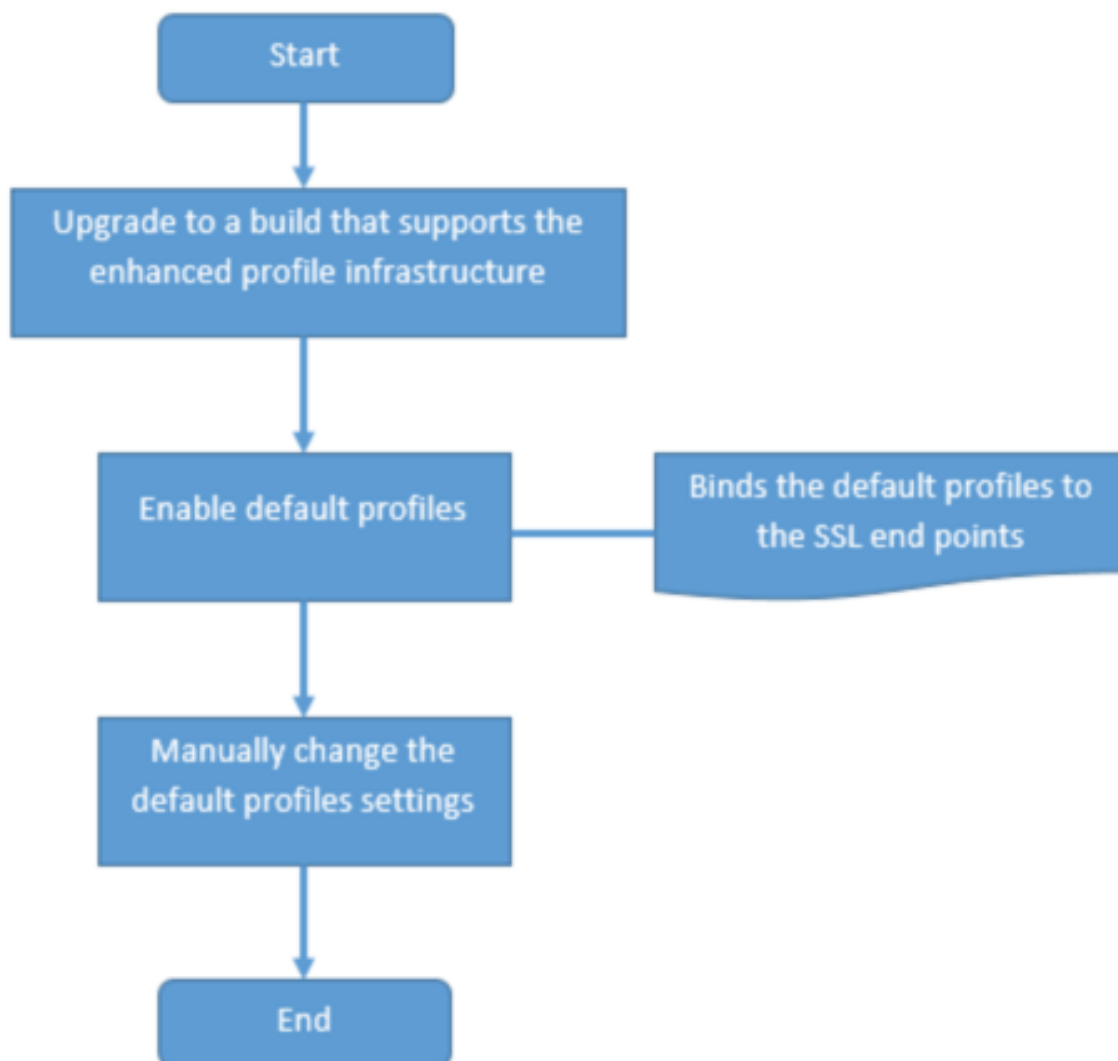 Start
Upgrade to a build that supports the
enhanced profile infrastructure
Enable default profiles
Binds the default profiles to
the SSL end points
Manually change the
default profiles settings
End